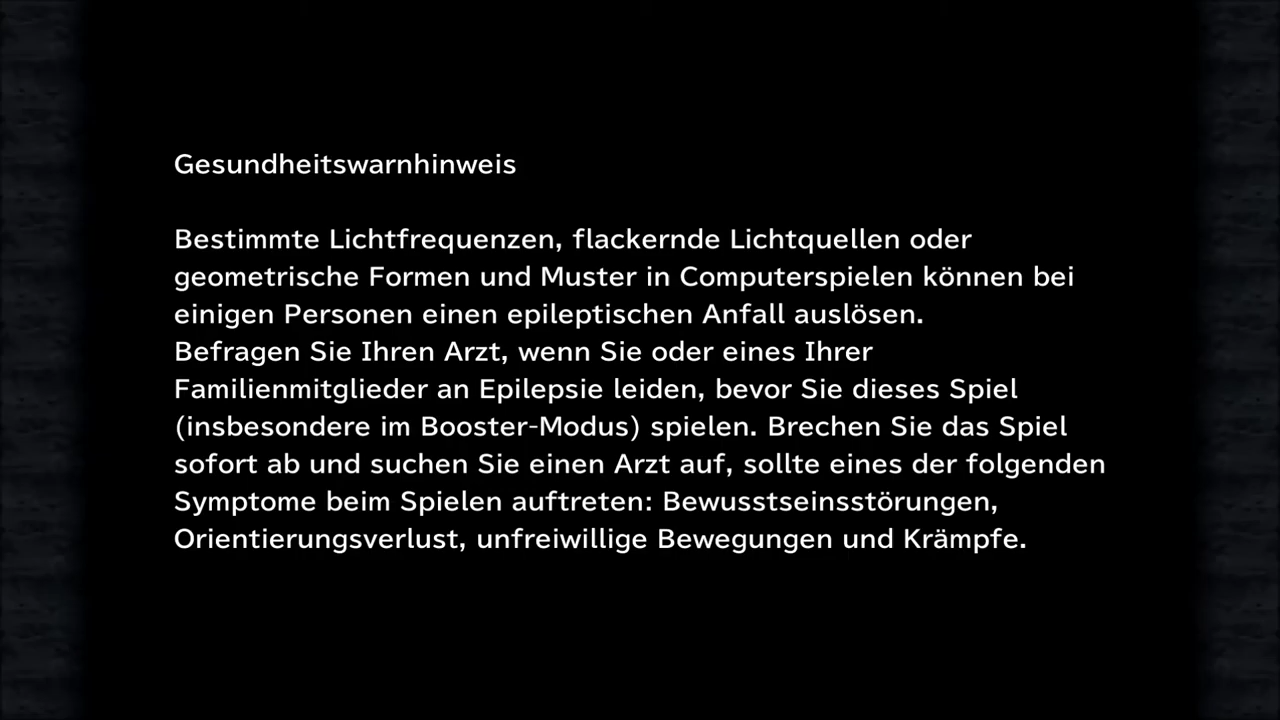 Gesundheitswarnhinweis
Bestimmte Lichtfrequenzen, flackernde Lichtquellen oder
geometrische Formen und Muster in Computerspielen können bei
einigen Personen einen epileptischen Anfall auslösen.
Befragen Sie Ihren Arzt, wenn Sie oder eines Ihrer
Familienmitglieder an Epilepsie leiden, bevor Sie dieses Spiel
(insbesondere im Booster-Modus) spielen. Brechen Sie das Spiel
sofort ab und suchen Sie einen Arzt auf, sollte eines der folgenden
Symptome beim Spielen auftreten: Bewusstseinsstörungen,
Orientierungsverlust, unfreiwillige Bewegungen und Krämpfe.